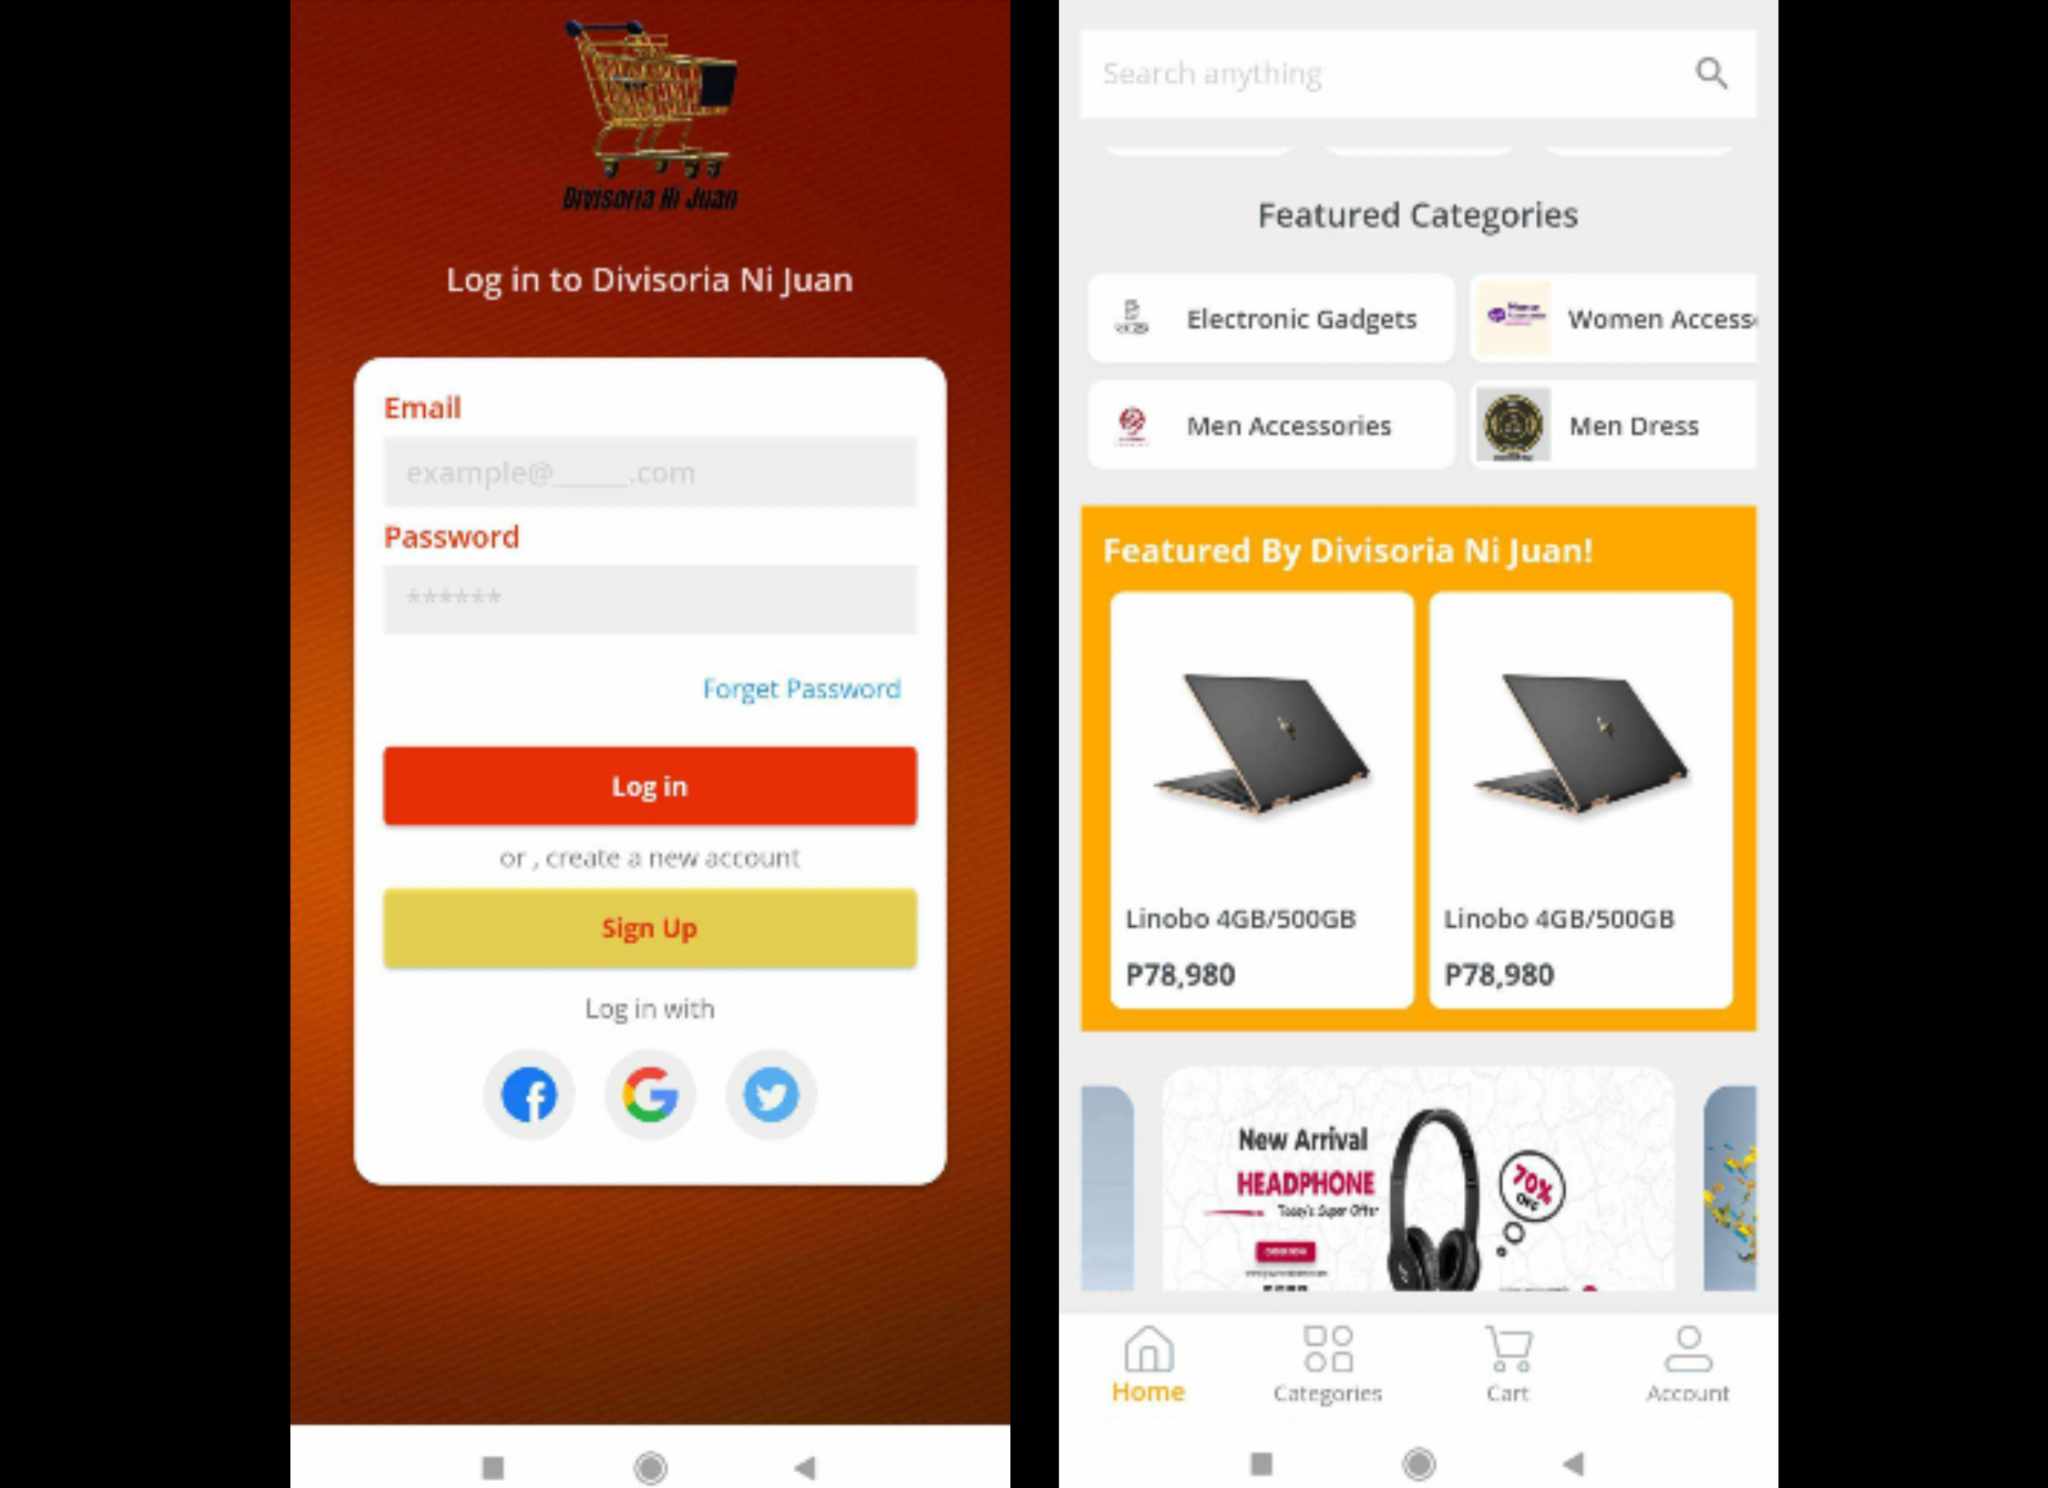 Divisoria Ni Juan
Log in to Divisoria Ni Juan
Email
example@_____.com
Password
******
Forget Password
Log in
or , create a new account
Sign Up
Log in with
Search anything
Featured Categories
Electronic Gadgets
Women Access
Men Accessories
Men Dress
Featured By Divisoria Ni Juan!
Linobo 4GB/500GB
P78,980
Linobo 4GB/500GB
P78,980
New Arrival
HEADPHONE
Today's Super Offer
70%
OFF
Home
Categories
Cart
Account